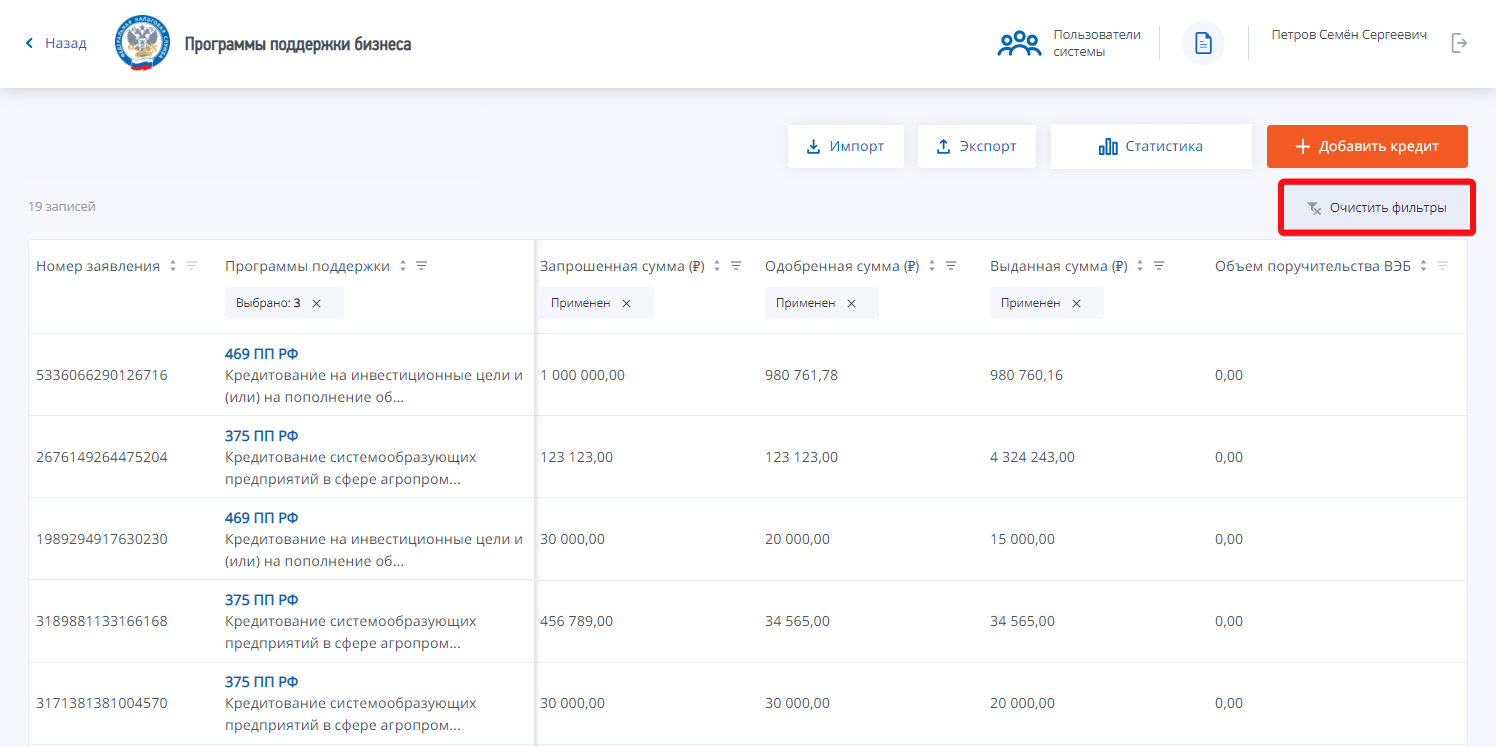 Назад
ФЕДЕРАЛЬНАЯ НАЛОГОВАЯ СЛУЖБА
Программы поддержки бизнеса
Пользователи
системы
Петров Семён Сергеевич
Импорт
Экспорт
Статистика
Добавить кредит
19 записей
Очистить фильтры
Номер заявления Программы поддержки Запрошенная сумма (₽) Одобренная сумма (₽) Выданная сумма (₽) Объем поручительства ВЭБ
Выбрано: 3 Применен Применен Применен
469 ПП РФ
5336066290126716 Кредитование на инвестиционные цели и 1 000 000,00 980 761,78 980 760,16 0,00
(или) на пополнение об...
375 ПП РФ
2676149264475204 Кредитование системообразующих 123 123,00 123 123,00 4 324 243,00 0,00
предприятий в сфере агропром...
469 ПП РФ
1989294917630230 Кредитование на инвестиционные цели и 30 000,00 20 000,00 15 000,00 0,00
(или) на пополнение об...
375 ПП РФ
3189881133166168 Кредитование системообразующих 456 789,00 34 565,00 34 565,00 0,00
предприятий в сфере агропром...
375 ПП РФ
3171381381004570 Кредитование системообразующих 30 000,00 30 000,00 20 000,00 0,00
предприятий в сфере агропром...